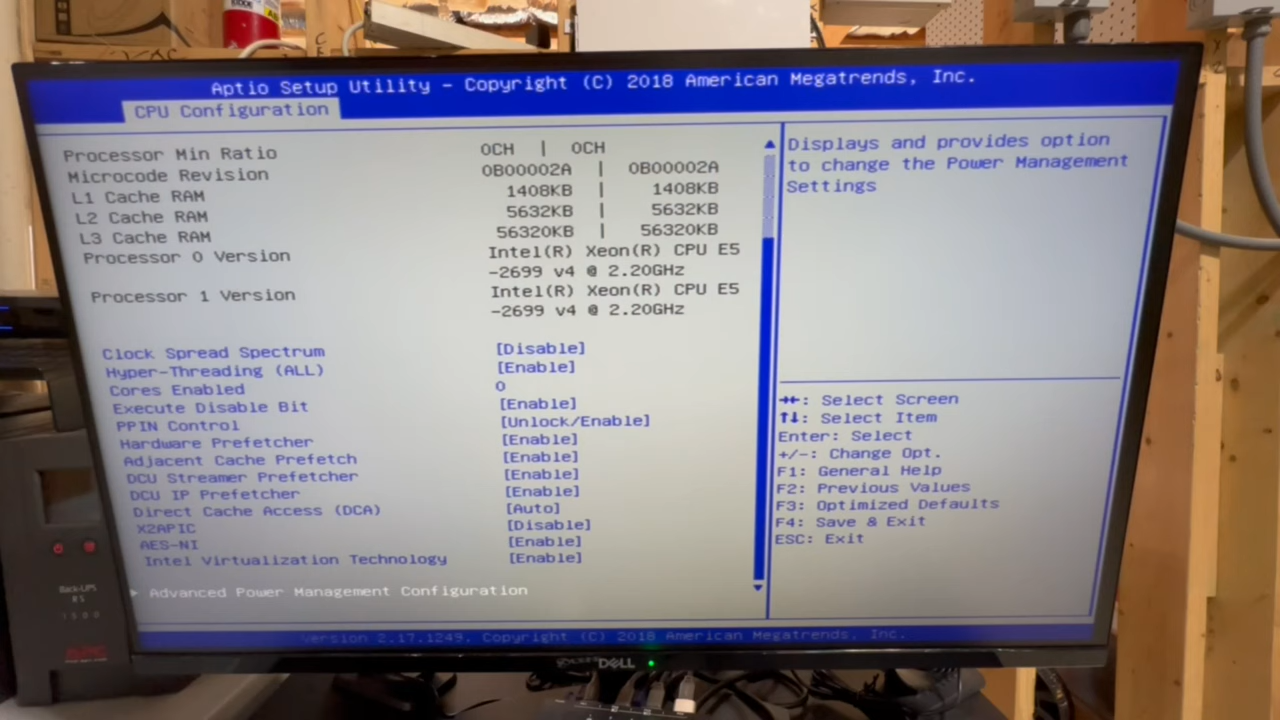 Aptio Setup Utility – Copyright (C) 2018 American Megatrends, Inc.
CPU Configuration
Processor Min Ratio 0CH | 0CH
Microcode Revision 0B00002A | 0B00002A
L1 Cache RAM 1408KB | 1408KB
L2 Cache RAM 5632KB | 5632KB
L3 Cache RAM 56320KB | 56320KB
Processor 0 Version Intel(R) Xeon(R) CPU E5
-2699 v4 @ 2.20GHz
Processor 1 Version Intel(R) Xeon(R) CPU E5
-2699 v4 @ 2.20GHz
Clock Spread Spectrum [Disable]
Hyper-Threading (ALL) [Enable]
Cores Enabled 0
Execute Disable Bit [Enable]
PPIN Control [Unlock/Enable]
Hardware Prefetcher [Enable]
Adjacent Cache Prefetch [Enable]
DCU Streamer Prefetcher [Enable]
DCU IP Prefetcher [Enable]
Direct Cache Access (DCA) [Auto]
X2APIC [Disable]
AES-NI [Enable]
Intel Virtualization Technology [Enable]
Advanced Power Management Configuration
Displays and provides option
to change the Power Management
Settings
→←: Select Screen
↑↓: Select Item
Enter: Select
+/-: Change Opt.
F1: General Help
F2: Previous Values
F3: Optimized Defaults
F4: Save & Exit
ESC: Exit
Version 2.17.1249. Copyright (C) 2018 American Megatrends, Inc.
DELL
Back-UPS
RS
1500
APC